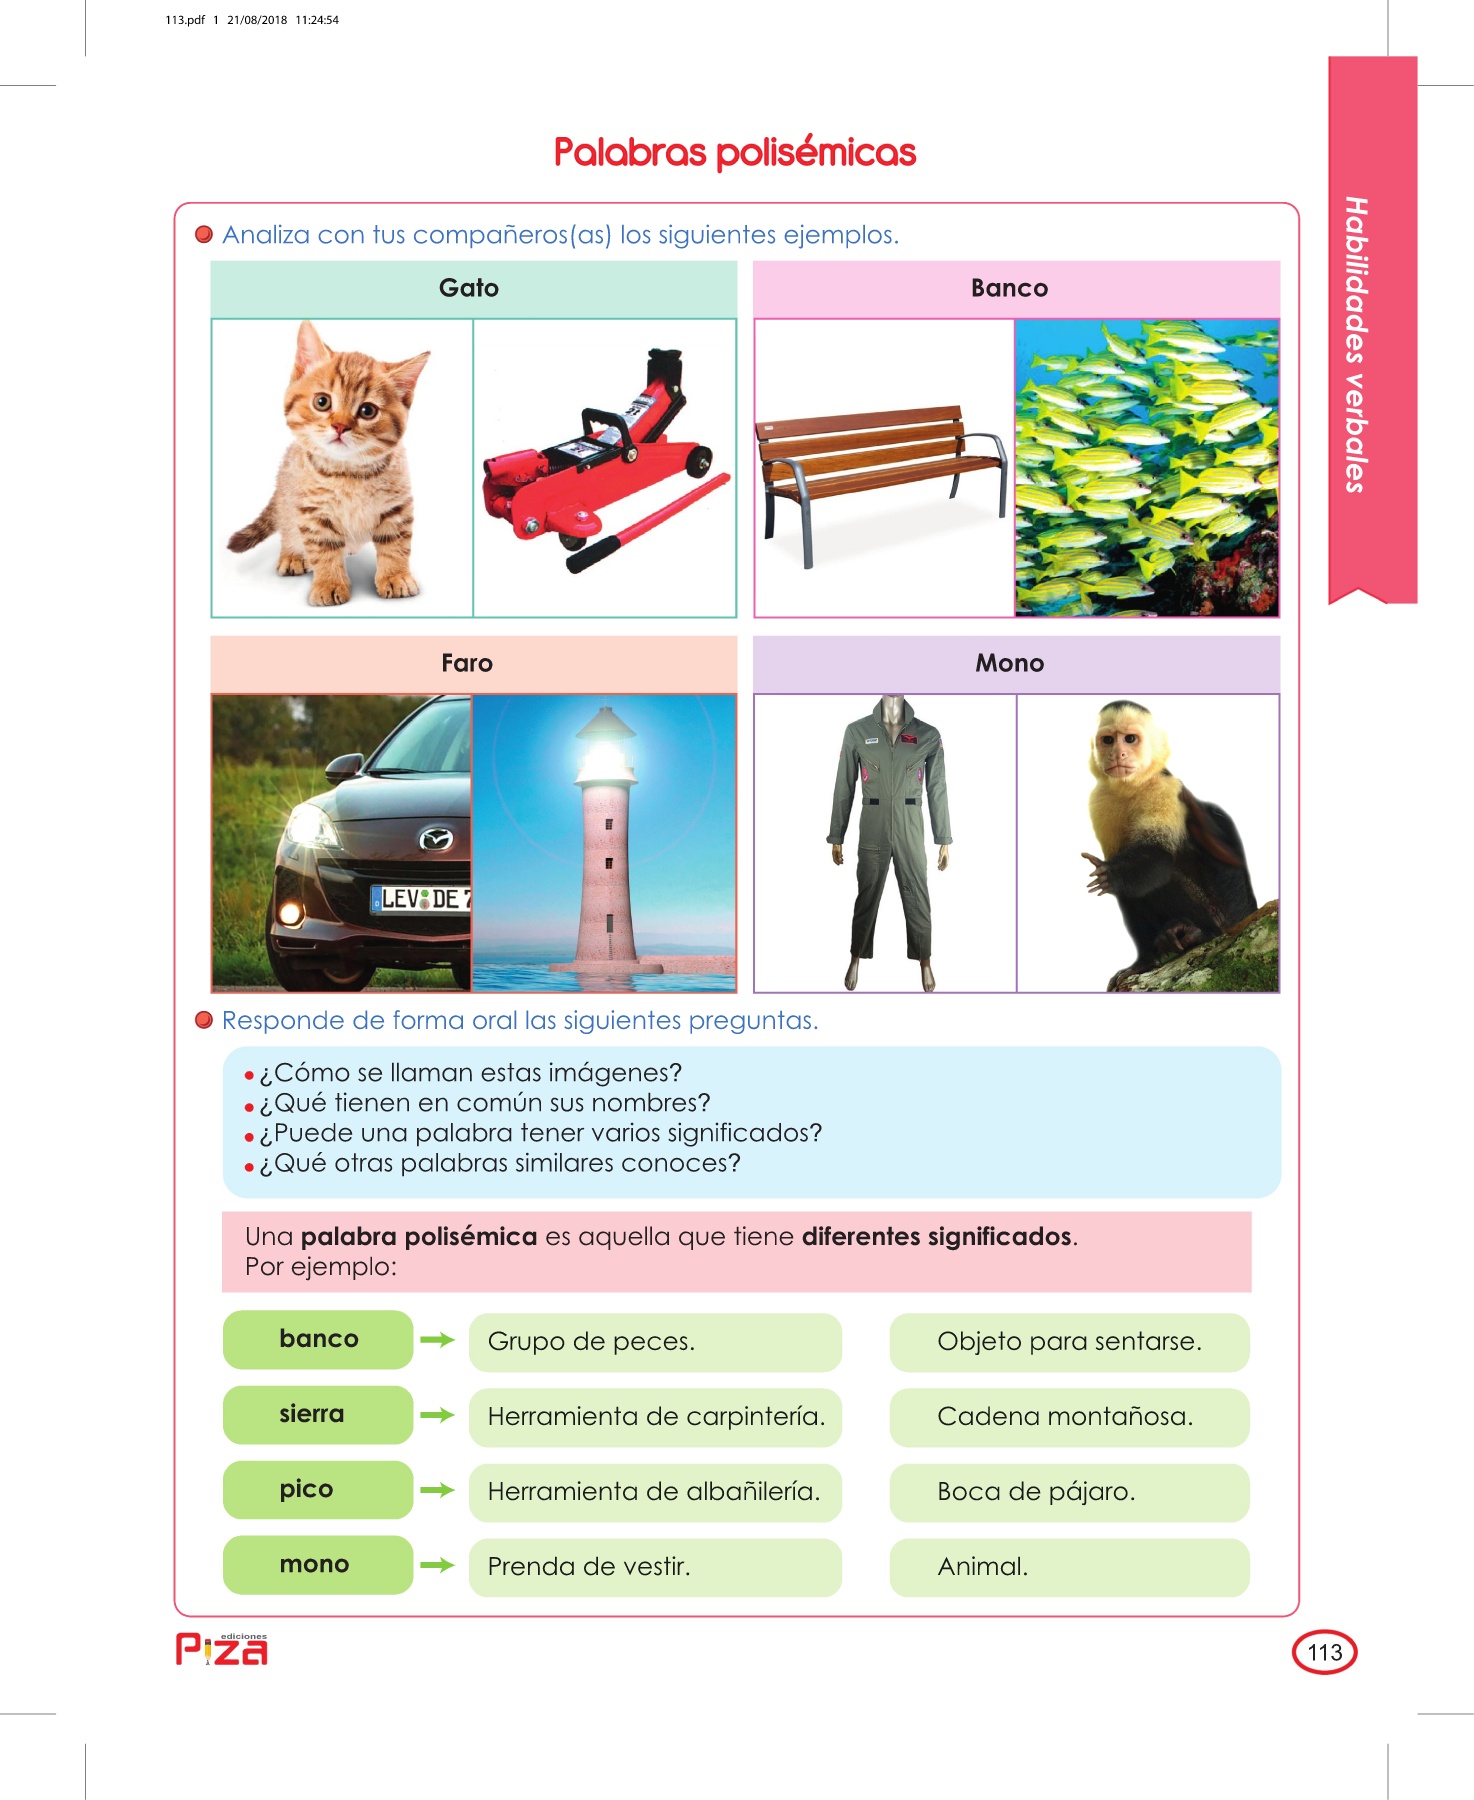 113.pdf 1 21/08/2018 11:24:54
Palabras polisémicas
Habilidades verbales
Analiza con tus compañeros(as) los siguientes ejemplos.
Gato
Banco
Faro
Mono
LEV DE 7
Responde de forma oral las siguientes preguntas.
• ¿Cómo se llaman estas imágenes?
• ¿Qué tienen en común sus nombres?
• ¿Puede una palabra tener varios significados?
• ¿Qué otras palabras similares conoces?
Una palabra polisémica es aquella que tiene diferentes significados.
Por ejemplo:
banco Grupo de peces. Objeto para sentarse.
sierra Herramienta de carpintería. Cadena montañosa.
pico Herramienta de albañilería. Boca de pájaro.
mono Prenda de vestir. Animal.
ediciones
Piza
113